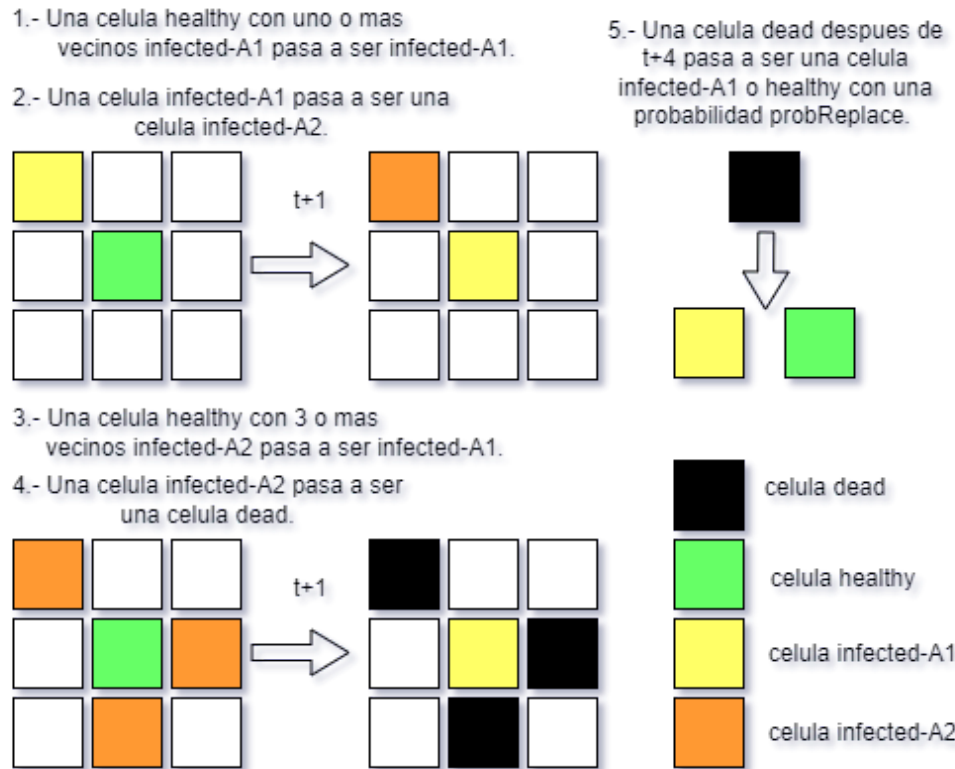 1.- Una celula healthy con uno o mas
vecinos infected-A1 pasa a ser infected-A1.
2.- Una celula infected-A1 pasa a ser una
celula infected-A2.
t+1
3.- Una celula healthy con 3 o mas
vecinos infected-A2 pasa a ser infected-A1.
4.- Una celula infected-A2 pasa a ser
una celula dead.
t+1
5.- Una celula dead despues de
t+4 pasa a ser una celula
infected-A1 o healthy con una
probabilidad probReplace.
celula dead
celula healthy
celula infected-A1
celula infected-A2